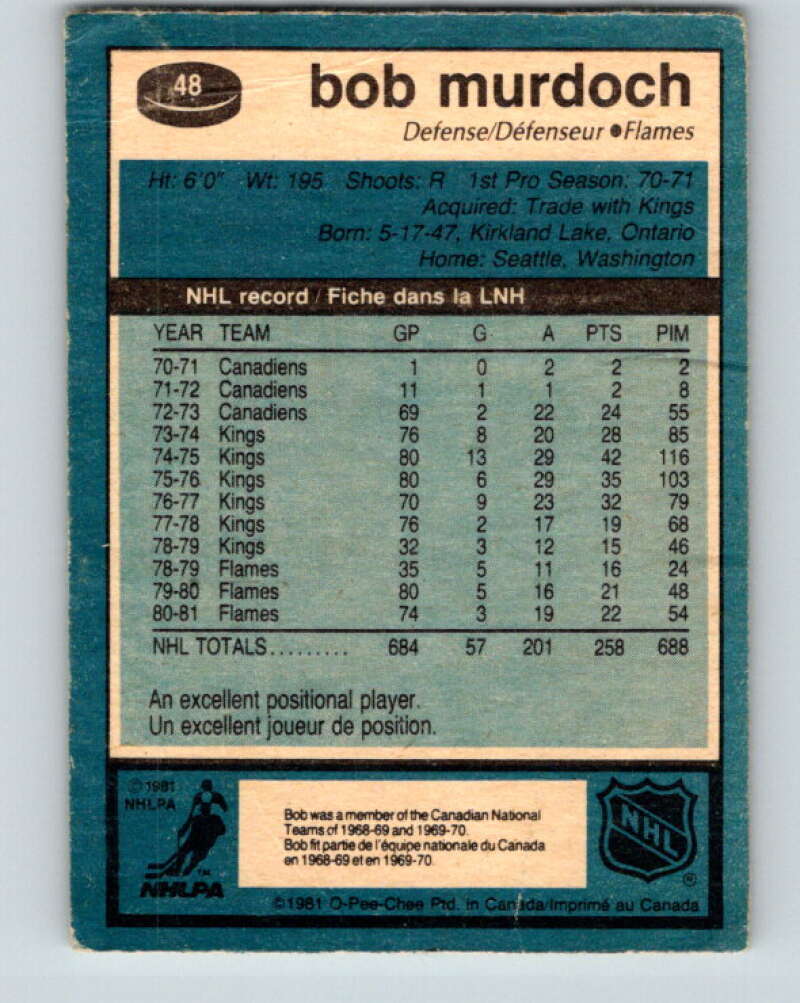 48
bob murdoch
Defense/Défenseur ●Flames
Ht: 6'0" Wt: 195 Shoots: R 1st Pro Season: 70-71
Acquired: Trade with Kings
Born: 5-17-47, Kirkland Lake, Ontario
Home: Seattle, Washington
NHL record / Fiche dans la LNH
YEAR TEAM GP G A PTS PIM
70-71 Canadiens 1 0 2 2 2
71-72 Canadiens 11 1 1 2 8
72-73 Canadiens 69 2 22 24 55
73-74 Kings 76 8 20 28 85
74-75 Kings 80 13 29 42 116
75-76 Kings 80 6 29 35 103
76-77 Kings 70 9 23 32 79
77-78 Kings 76 2 17 19 68
78-79 Kings 32 3 12 15 46
78-79 Flames 35 5 11 16 24
79-80 Flames 80 5 16 21 48
80-81 Flames 74 3 19 22 54
NHL TOTALS......... 684 57 201 258 688
An excellent positional player.
Un excellent joueur de position.
©1981
NHLPA
Bob was a member of the Canadian National
Teams of 1968-69 and 1969-70.
Bob fit partie de l'équipe nationale du Canada
en 1968-69 et en 1969-70.
NHL
®
™
NHLPA
©1981 O-Pee-Chee Ptd. in Canada/Imprimé au Canada